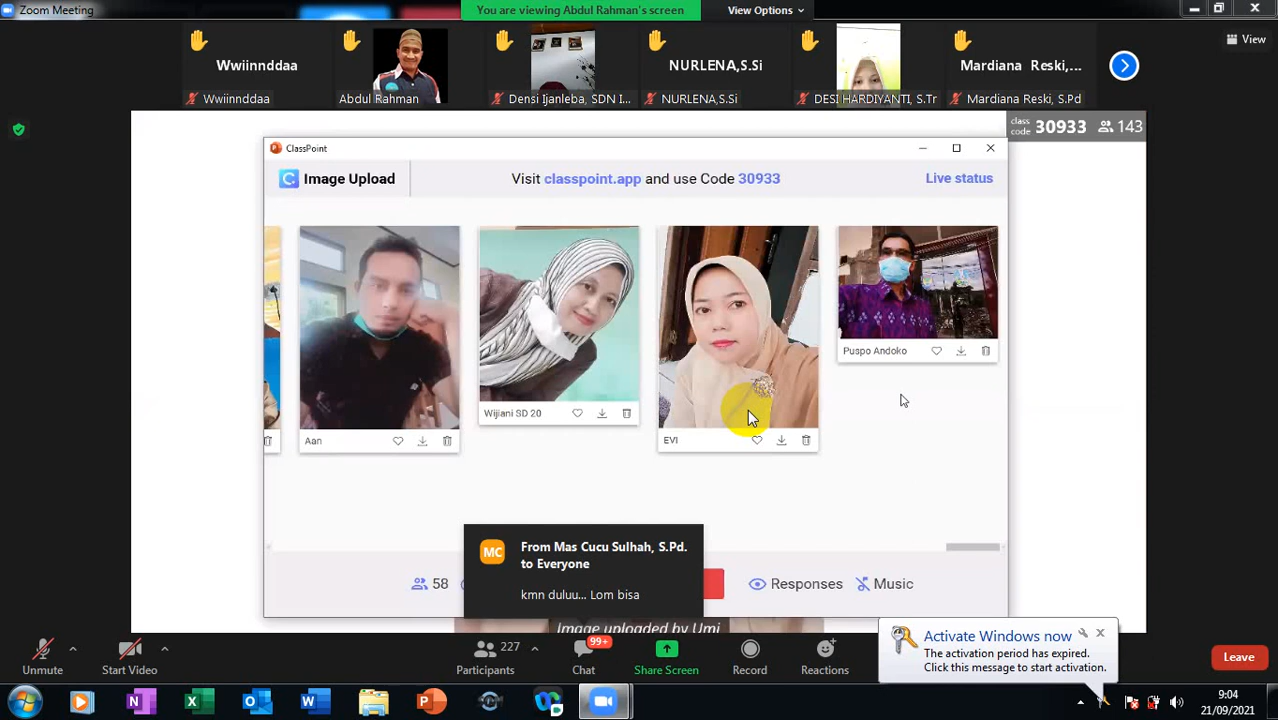 Zoom Meeting
You are viewing Abdul Rahman's screen
View Options
View
Wwiinnddaa
NURLENA,S.Si
Mardiana Reski,...
Wwiinnddaa
Abdul Rahman
Densi Ijanleba, SDN I...
NURLENA,S.Si
DESI HARDIYANTI, S.Tr
Mardiana Reski, S.Pd
class code 30933 143
ClassPoint
Image Upload
Visit classpoint.app and use Code 30933
Live status
Puspo Andoko
Wijiani SD 20
Aan
EVI
MC
From Mas Cucu Sulhah, S.Pd.
to Everyone
kmn duluu... Lom bisa
58
Responses
Music
Image uploaded by Umi
Activate Windows now
The activation period has expired.
Click this message to start activation.
Unmute
Start Video
227
Participants
99+
Chat
Share Screen
Record
Reactions
Leave
9:04
21/09/2021